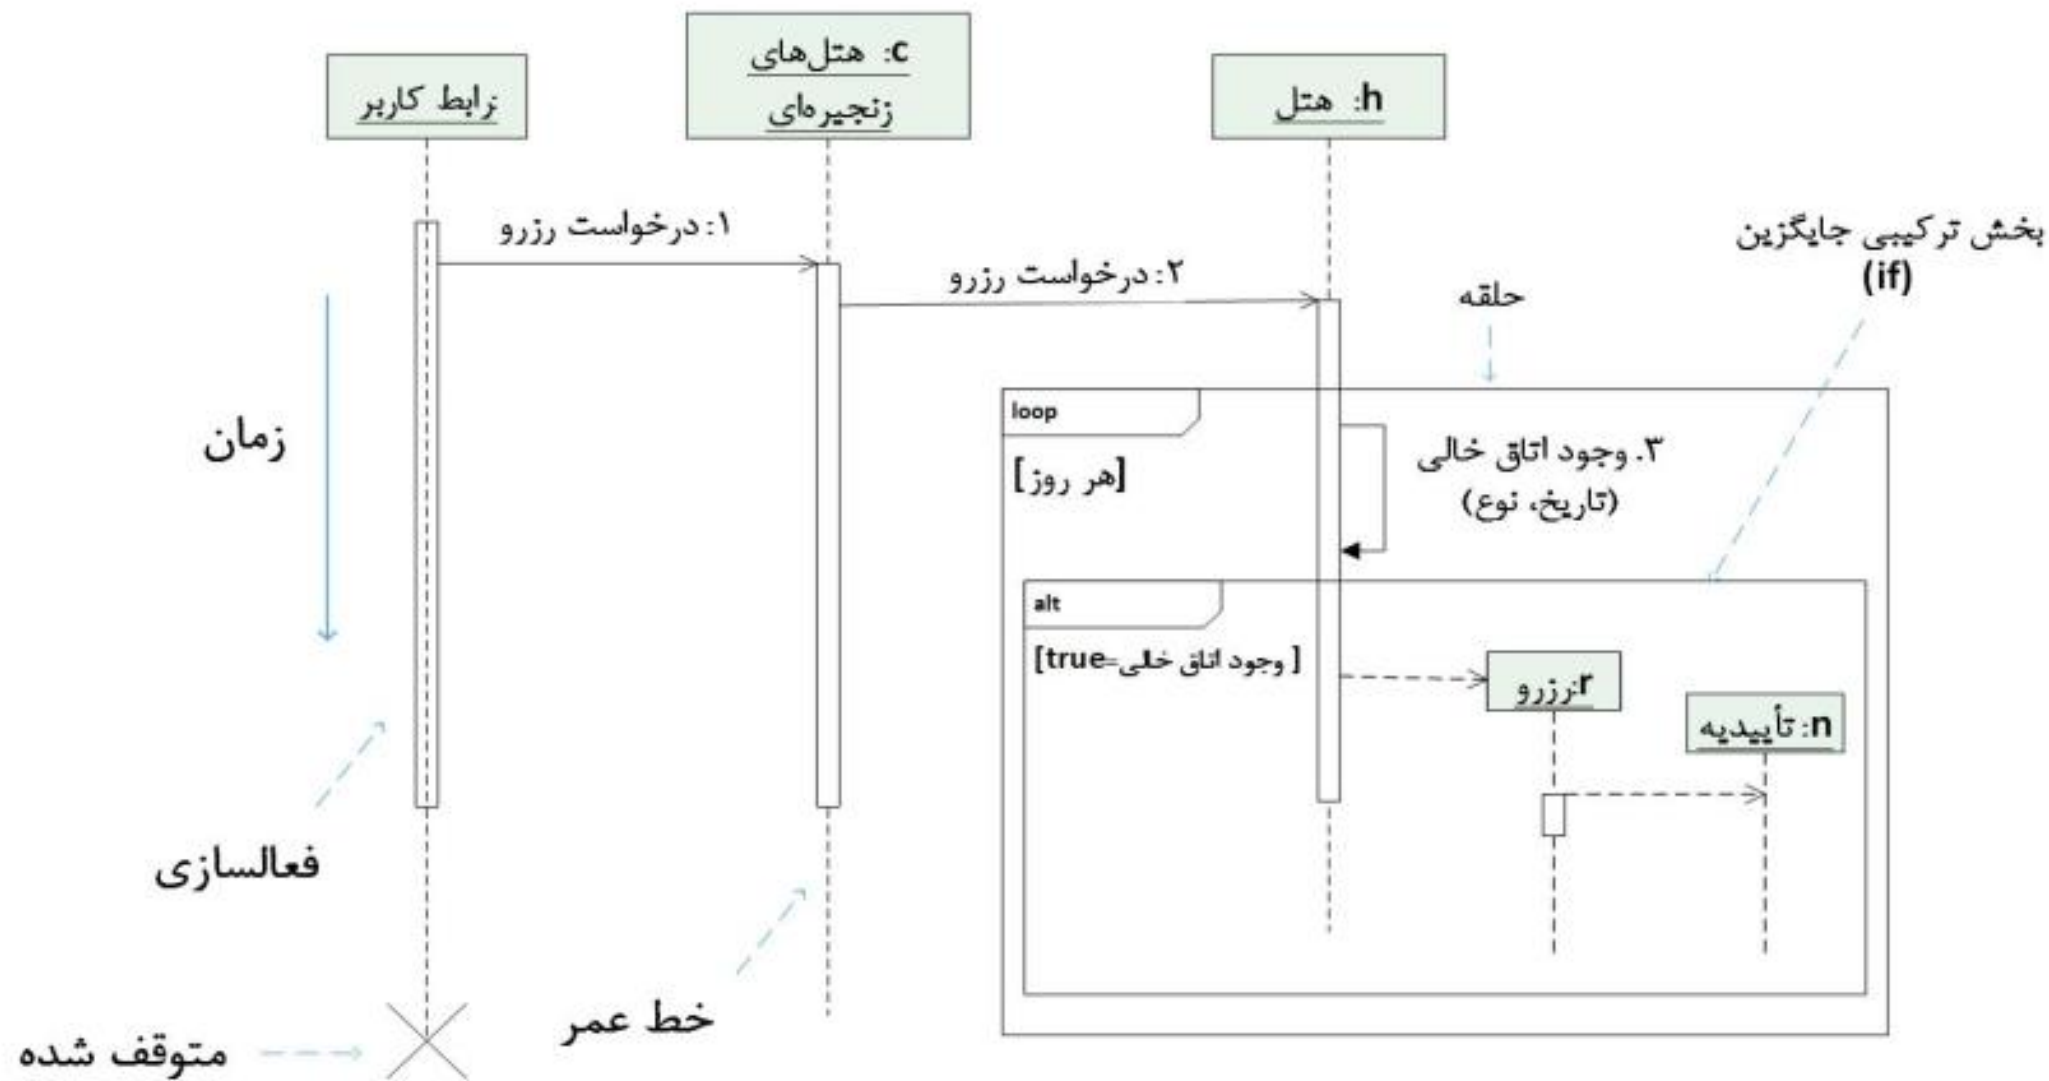 :رابط کاربر
c: هتل‌های
زنجیره‌ای
h: هتل
۱: درخواست رزرو
۲: درخواست رزرو
بخش ترکیبی جایگزین
(if)
حلقه
loop
[هر روز]
۳. وجود اتاق خالی
(تاریخ، نوع)
زمان
alt
[وجود اتاق خالی=true]
r:رزرو
n: تأییدیه
فعالسازی
خط عمر
متوقف شده